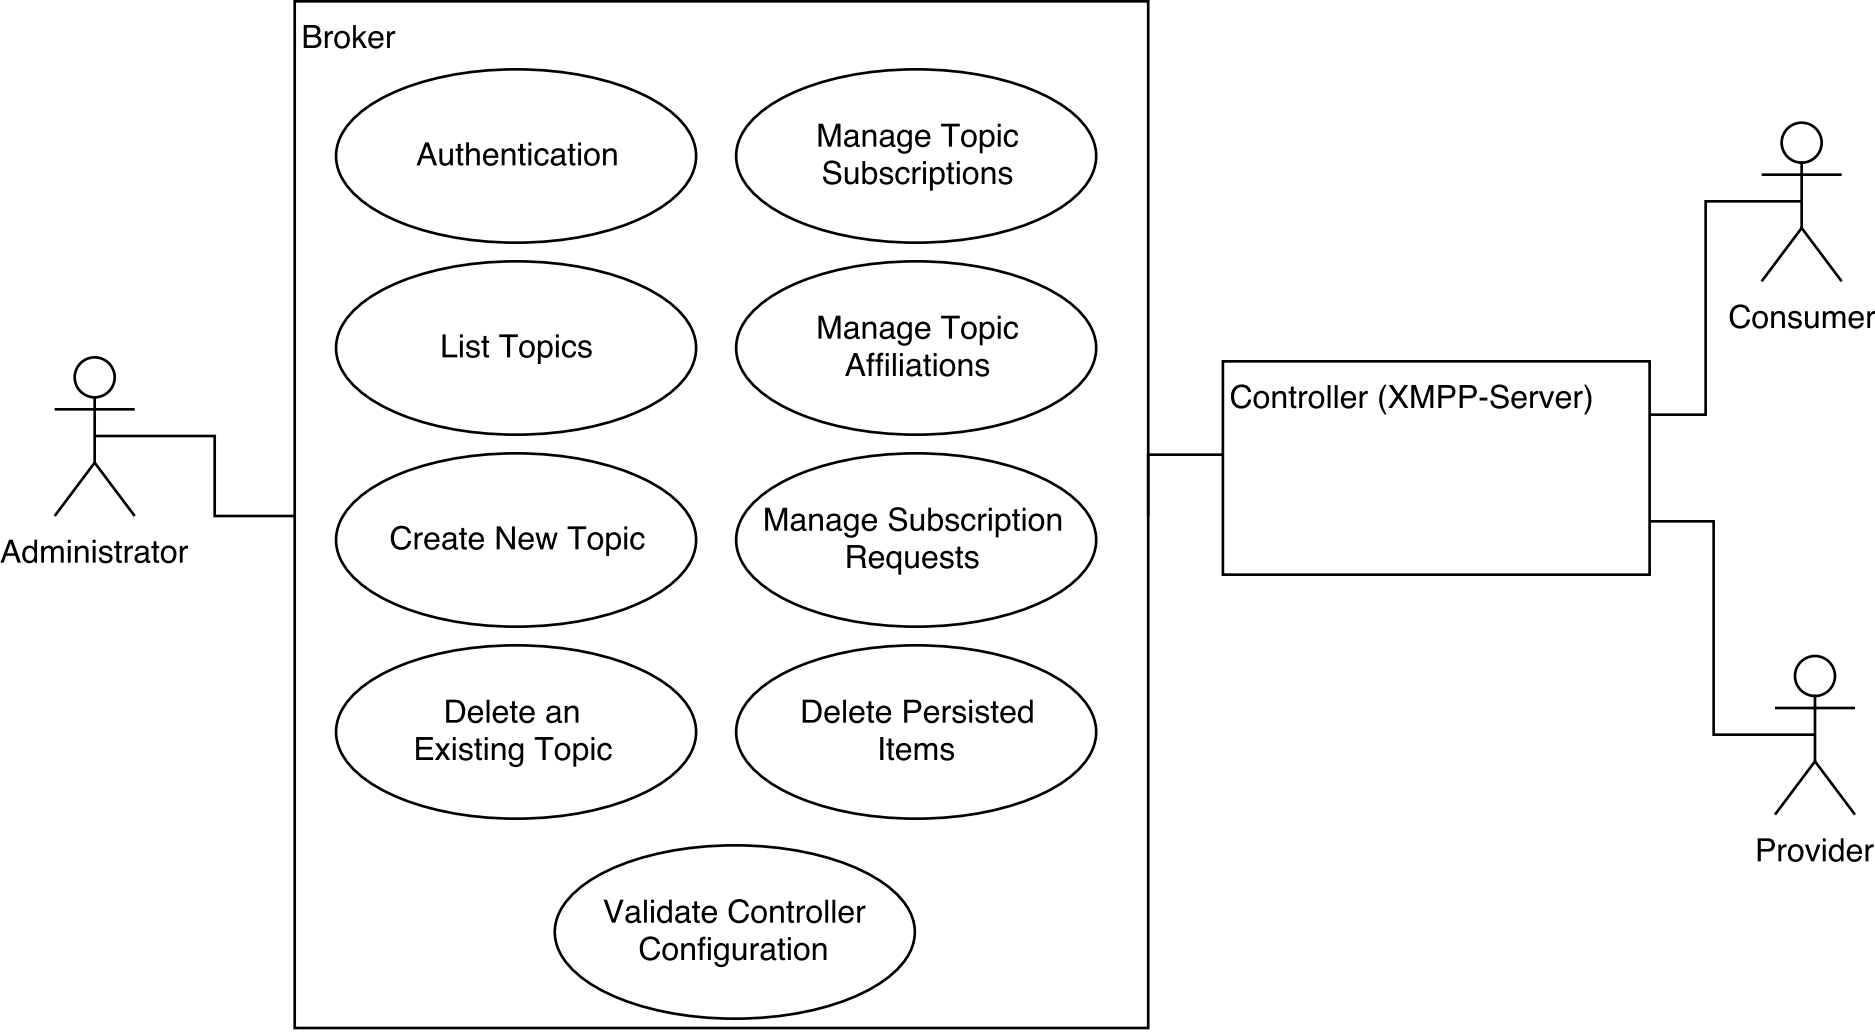 Broker
Authentication
Manage Topic
Subscriptions
List Topics
Manage Topic
Affiliations
Create New Topic
Manage Subscription
Requests
Delete an
Existing Topic
Delete Persisted
Items
Validate Controller
Configuration
Administrator
Controller (XMPP-Server)
Consumer
Provider